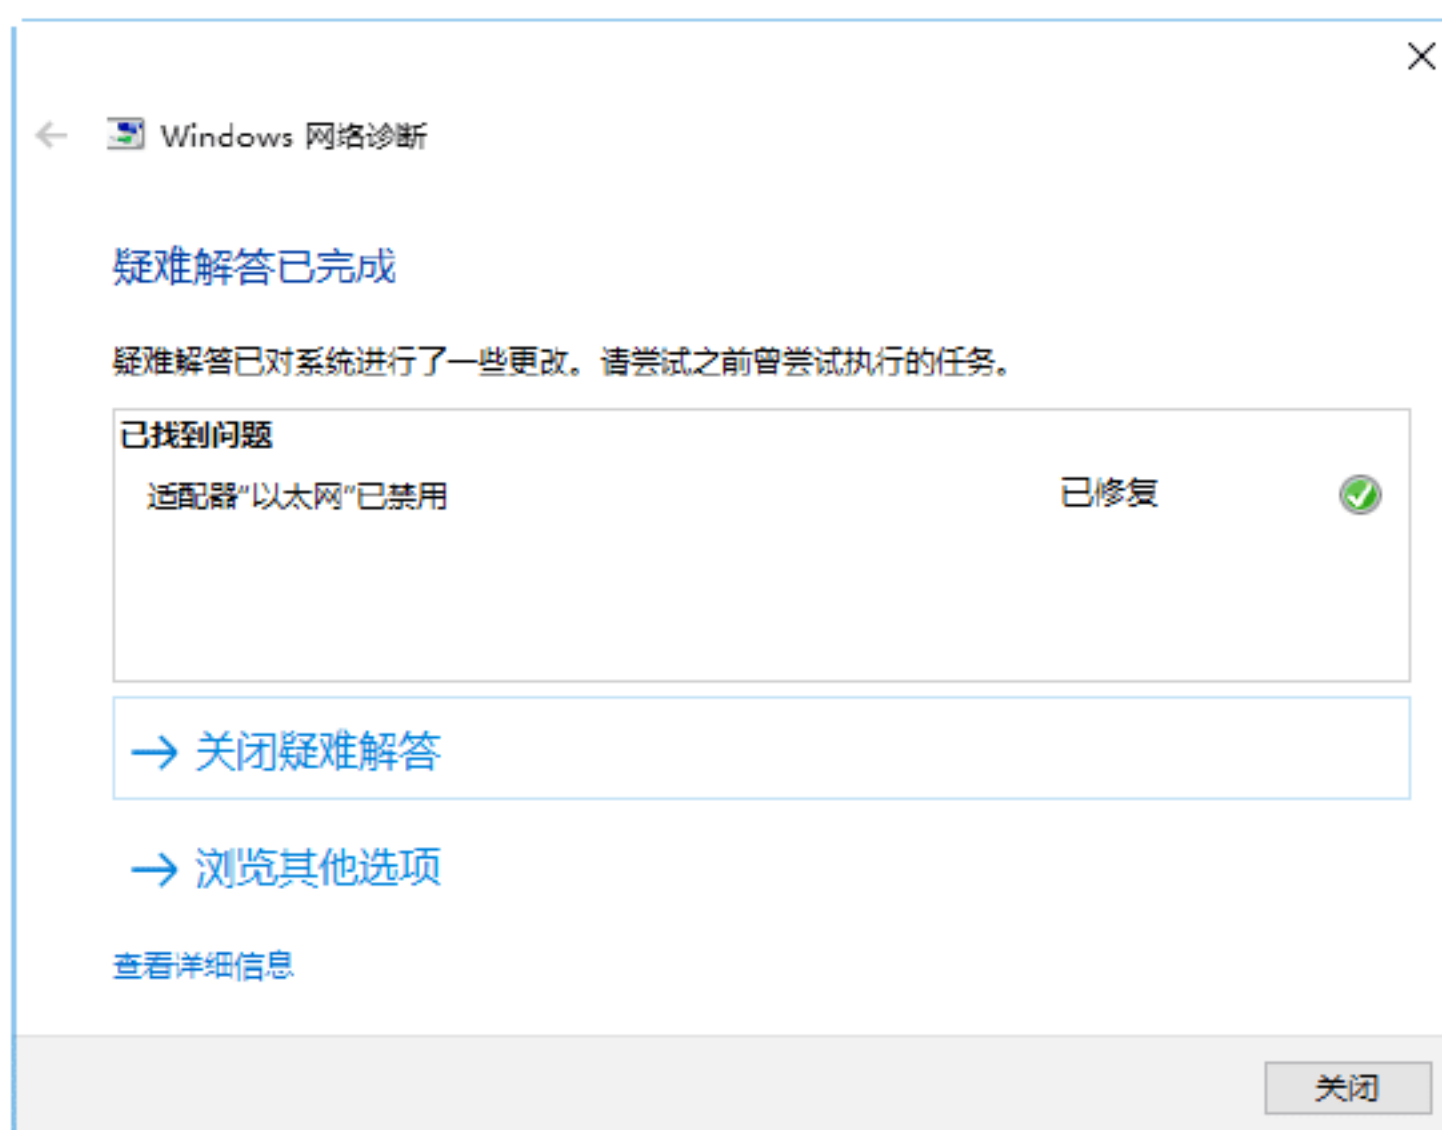 Windows 网络诊断
疑难解答已完成
疑难解答已对系统进行了一些更改。请尝试之前曾尝试执行的任务。
已找到问题
适配器"以太网"已禁用 已修复
关闭疑难解答
浏览其他选项
查看详细信息
关闭